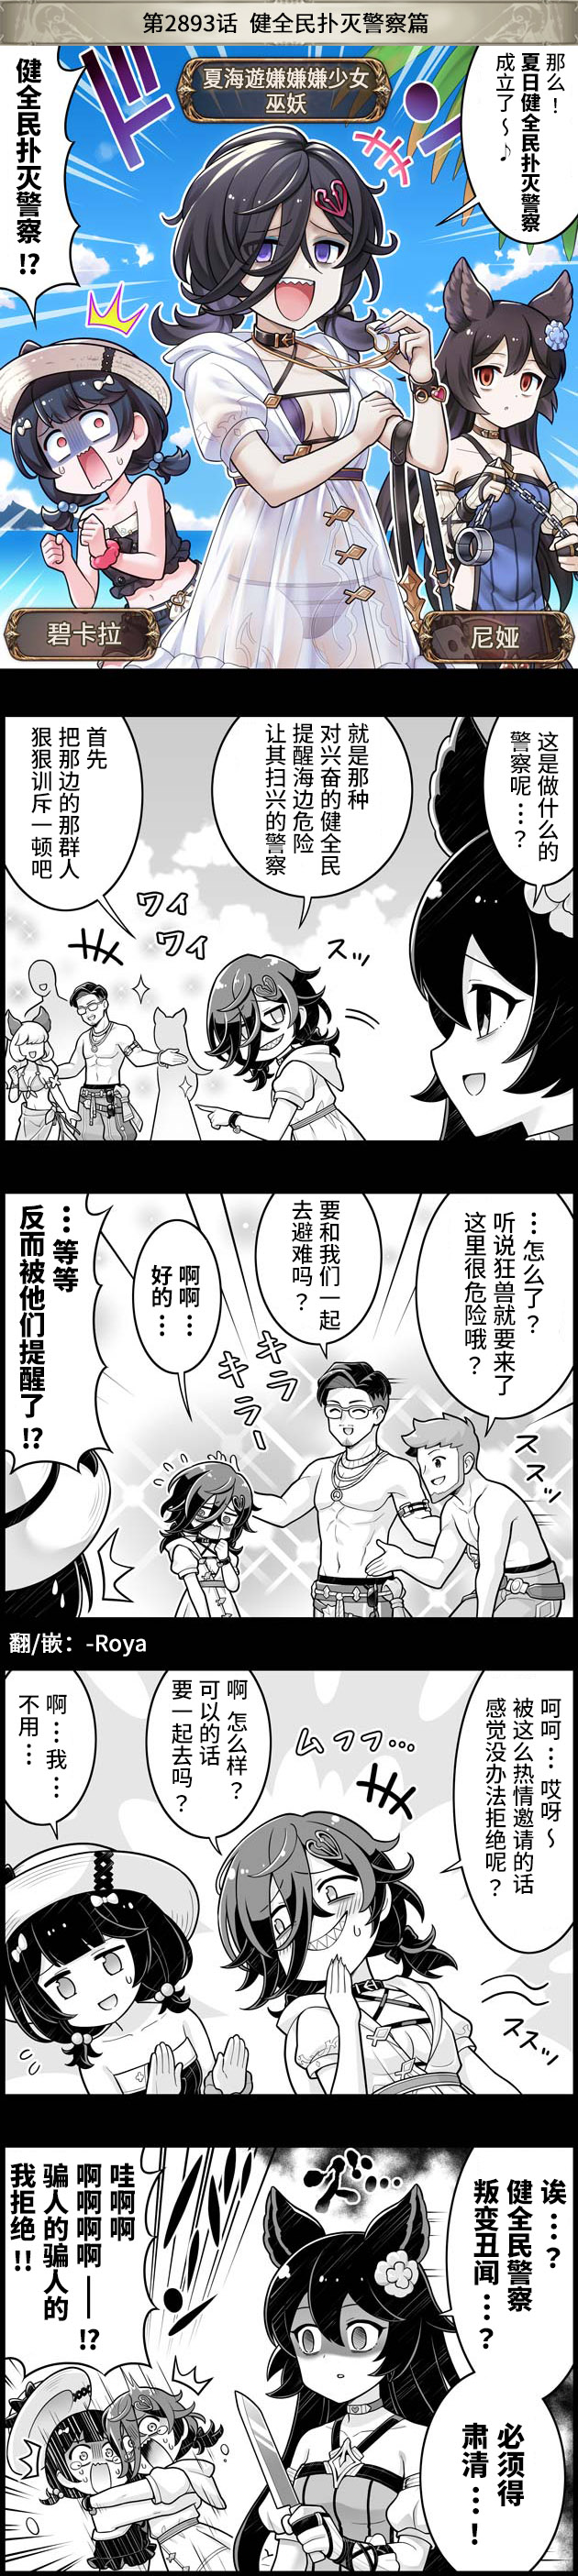 第2893话 健全民扑灭警察篇
那么！
夏日健全民扑灭警察
成立了～♪
夏海遊嫌嫌嫌少女
巫妖
ド
ン
健全民扑灭警察！？
碧卡拉
尼娅
这是做什么的
警察呢…？
就是那种
对兴奋的健全民
提醒海边危险
让其扫兴的警察
首先
把那边的那群人
狠狠训斥一顿吧
ワイ
ワイ
スッ
…怎么了？
听说狂兽就要来了
这里很危险哦？
要和我们一起
去避难吗？
啊啊…
好的…
…等等
反而被他们提醒了！？
キラ
キラー
ススッ
翻/嵌：-Roya
呵呵…哎呀～
被这么热情邀请的话
感觉没办法拒绝呢？
啊 怎么样？
可以的话
要一起去吗？
啊…我…
不用…
ムフフ…
ススッ
诶…？
健全民警察
叛变丑闻…？
必须得
肃清…！
ズ…
哇啊啊
啊啊啊啊——！？
骗人的骗人的
我拒绝！！